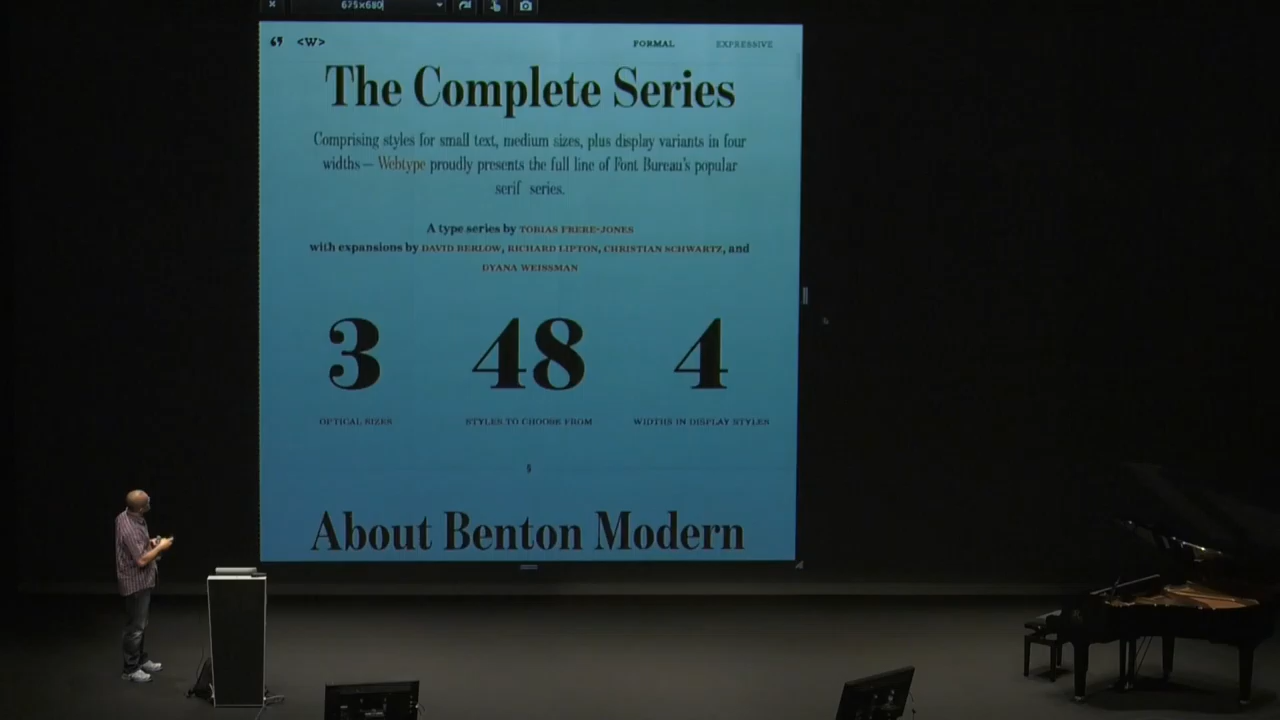 675×680
<W>
FORMAL EXPRESSIVE
The Complete Series
Comprising styles for small text, medium sizes, plus display variants in four
widths — Webtype proudly presents the full line of Font Bureau's popular
serif series.
A type series by TOBIAS FRERE-JONES
with expansions by DAVID BERLOW, RICHARD LIPTON, CHRISTIAN SCHWARTZ, and
DYANA WEISSMAN
3 48 4
OPTICAL SIZES STYLES TO CHOOSE FROM WIDTHS IN DISPLAY STYLES
§
About Benton Modern